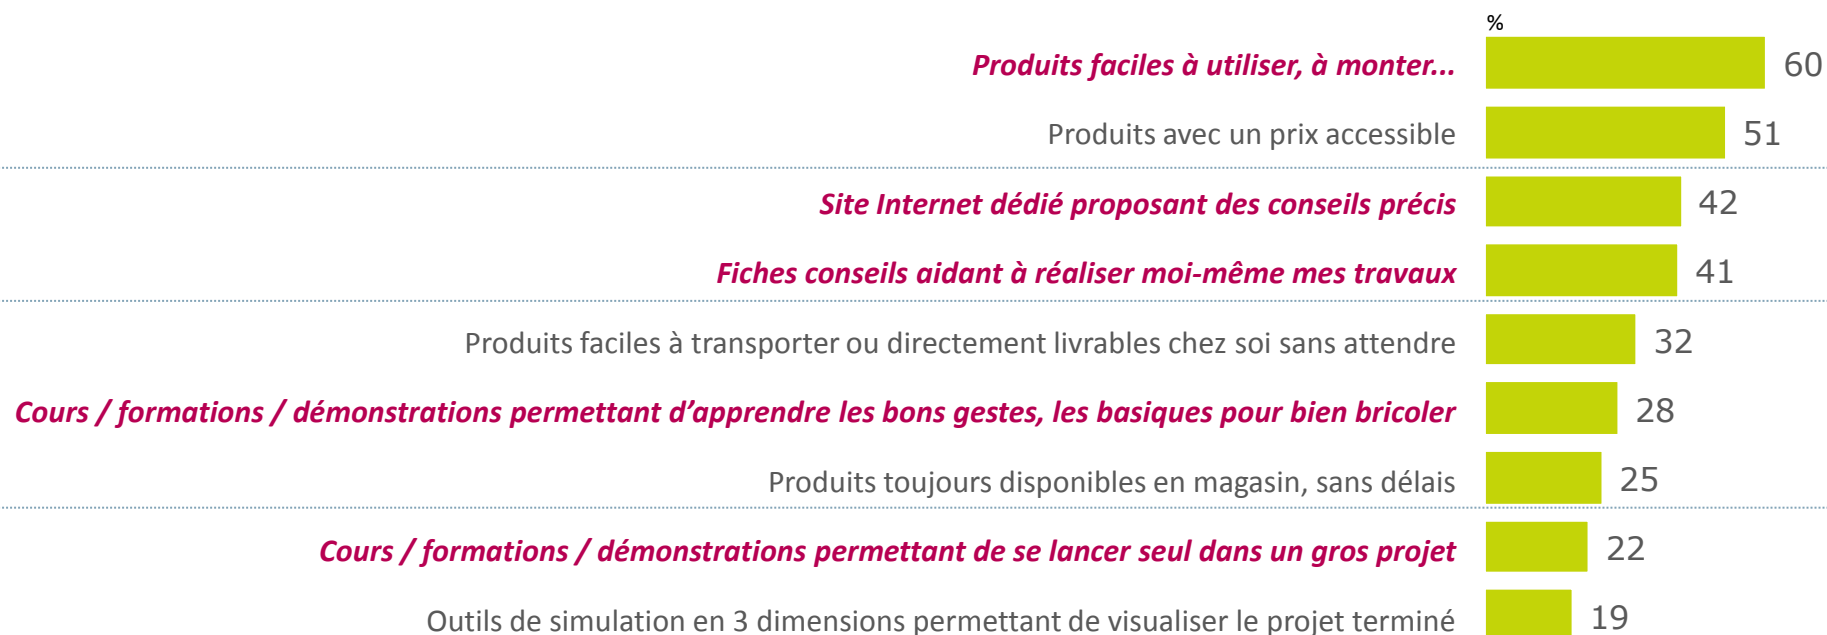 %
Produits faciles à utiliser, à monter... 60
Produits avec un prix accessible 51
Site Internet dédié proposant des conseils précis 42
Fiches conseils aidant à réaliser moi-même mes travaux 41
Produits faciles à transporter ou directement livrables chez soi sans attendre 32
Cours / formations / démonstrations permettant d’apprendre les bons gestes, les basiques pour bien bricoler 28
Produits toujours disponibles en magasin, sans délais 25
Cours / formations / démonstrations permettant de se lancer seul dans un gros projet 22
Outils de simulation en 3 dimensions permettant de visualiser le projet terminé 19